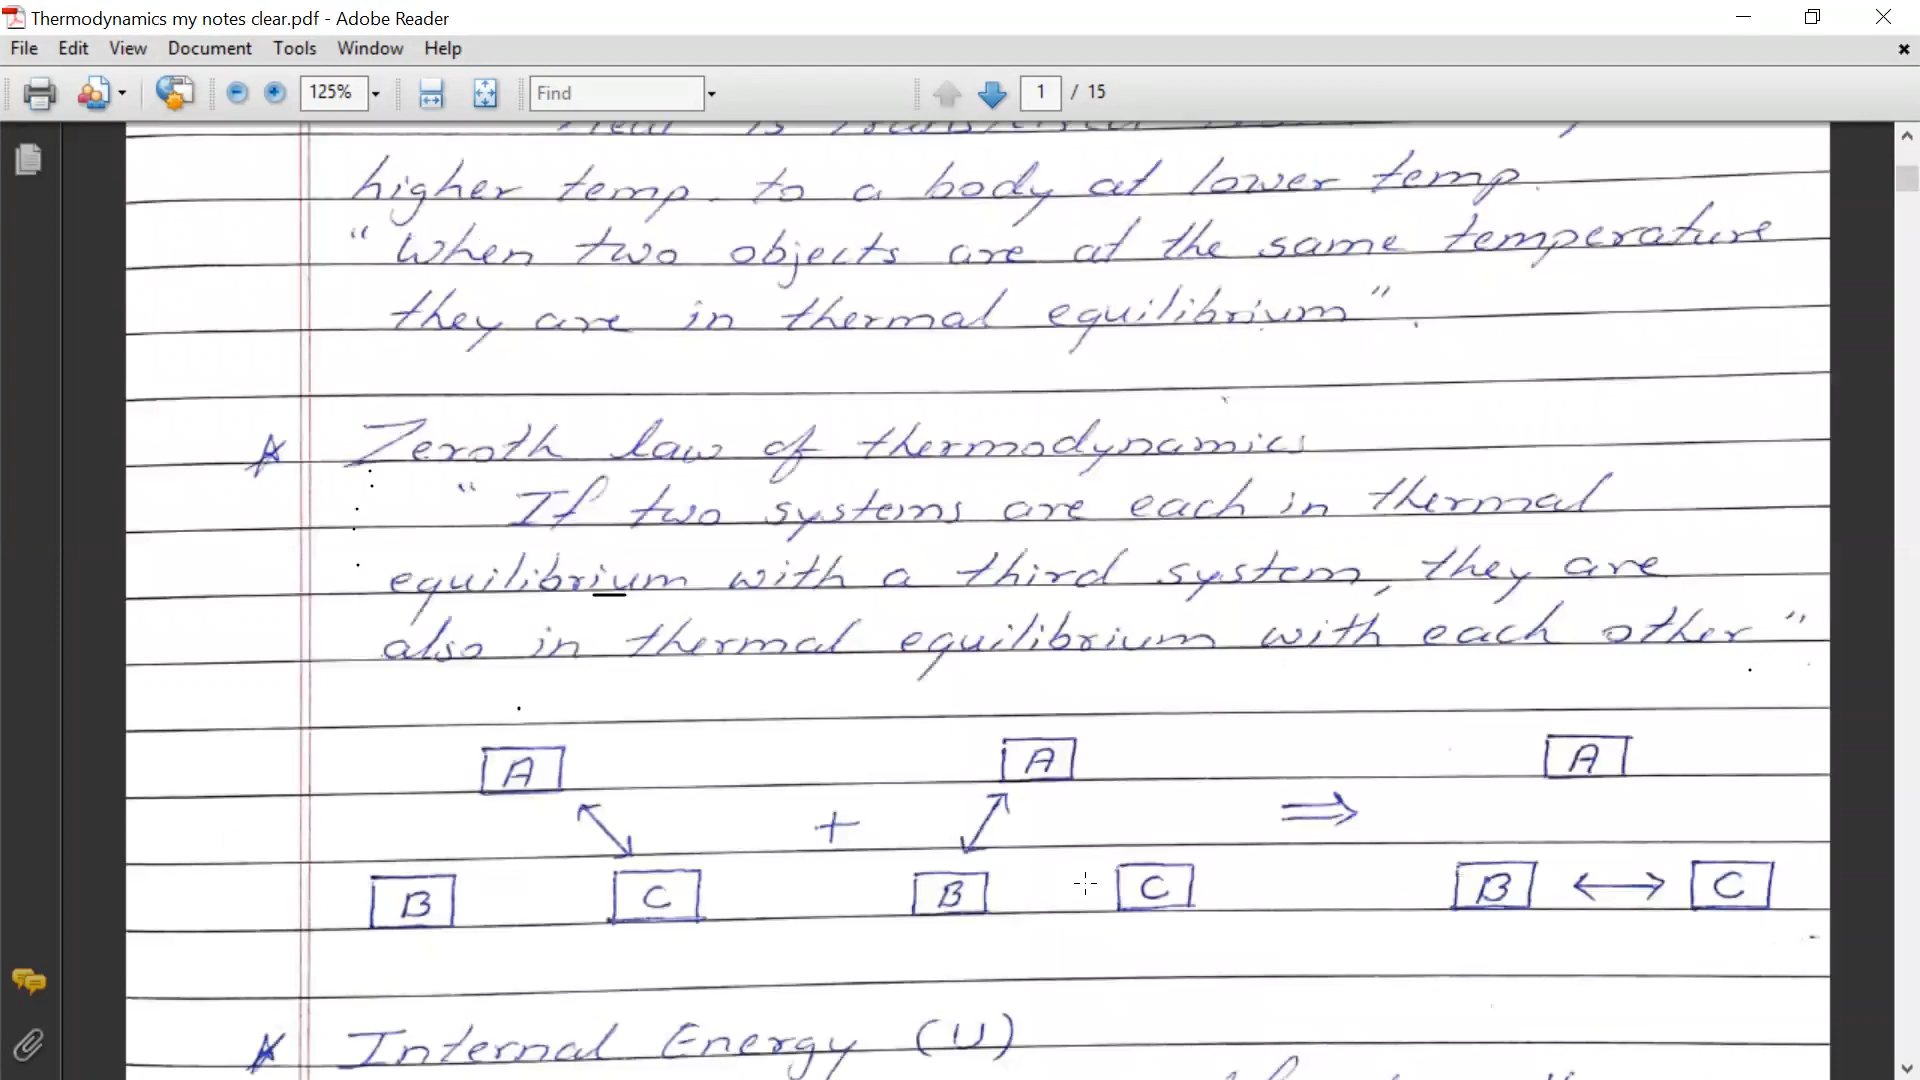 Thermodynamics my notes clear.pdf - Adobe Reader
File Edit View Document Tools Window Help
125% Find 1 / 15
Heat is
higher temp. to a body at lower temp.
"When two objects are at the same temperature
they are in thermal equilibrium".
Zeroth law of thermodynamics
"If two systems are each in thermal
equilibrium with a third system, they are
also in thermal equilibrium with each other"
A A A
+ ⇒
B C B C B ↔ C
Internal Energy (U)